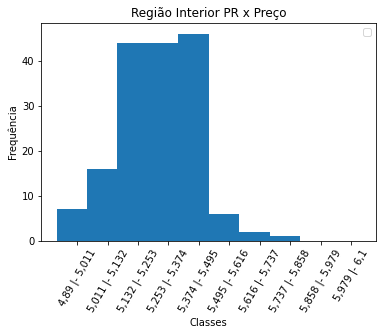 Região Interior PR x Preço
Frequência
40
30
20
10
0
4,89 |- 5,011
5,011 |- 5,132
5,132 |- 5,253
5,253 |- 5,374
5,374 |- 5,495
5,495 |- 5,616
5,616 |- 5,737
5,737 |- 5,858
5,858 |- 5,979
5,979 |- 6,1
Classes